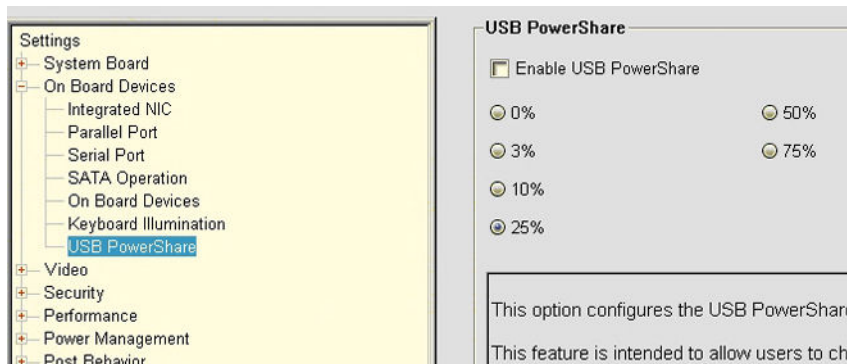 Settings
System Board
On Board Devices
Integrated NIC
Parallel Port
Serial Port
SATA Operation
On Board Devices
Keyboard Illumination
USB PowerShare
Video
Security
Performance
Power Management
Post Behavior
USB PowerShare
Enable USB PowerShare
0%
50%
3%
75%
10%
25%
This option configures the USB PowerShare
This feature is intended to allow users to ch